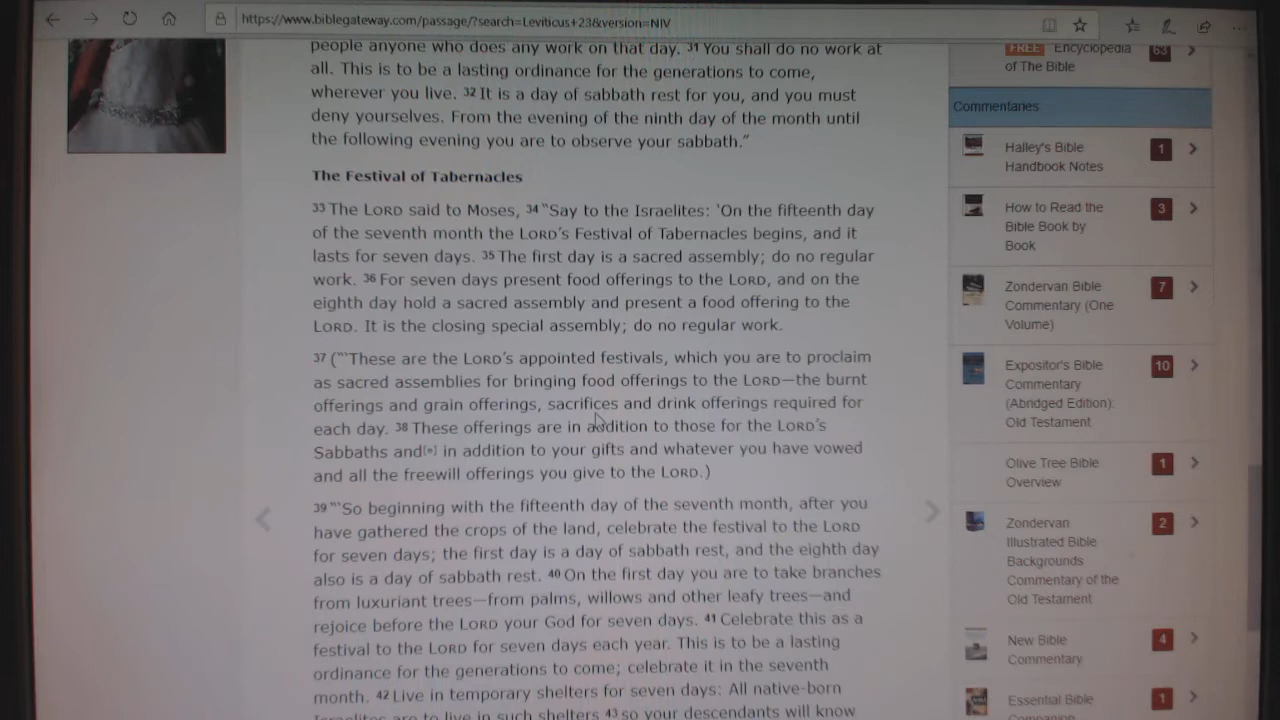 https://www.biblegateway.com/passage/?search=Leviticus+23&version=NIV
people anyone who does any work on that day. 31 You shall do no work at
all. This is to be a lasting ordinance for the generations to come,
wherever you live. 32 It is a day of sabbath rest for you, and you must
deny yourselves. From the evening of the ninth day of the month until
the following evening you are to observe your sabbath.”
The Festival of Tabernacles
33 The LORD said to Moses, 34 “Say to the Israelites: ‘On the fifteenth day
of the seventh month the LORD’s Festival of Tabernacles begins, and it
lasts for seven days. 35 The first day is a sacred assembly; do no regular
work. 36 For seven days present food offerings to the LORD, and on the
eighth day hold a sacred assembly and present a food offering to the
LORD. It is the closing special assembly; do no regular work.
37 (“‘These are the LORD’s appointed festivals, which you are to proclaim
as sacred assemblies for bringing food offerings to the LORD—the burnt
offerings and grain offerings, sacrifices and drink offerings required for
each day. 38 These offerings are in addition to those for the LORD’s
Sabbaths and in addition to your gifts and whatever you have vowed
and all the freewill offerings you give to the LORD.)
39 “‘So beginning with the fifteenth day of the seventh month, after you
have gathered the crops of the land, celebrate the festival to the LORD
for seven days; the first day is a day of sabbath rest, and the eighth day
also is a day of sabbath rest. 40 On the first day you are to take branches
from luxuriant trees—from palms, willows and other leafy trees—and
rejoice before the LORD your God for seven days. 41 Celebrate this as a
festival to the LORD for seven days each year. This is to be a lasting
ordinance for the generations to come; celebrate it in the seventh
month. 42 Live in temporary shelters for seven days: All native-born
Israelites are to live in such shelters 43 so your descendants will know
FREE Encyclopedia 63
of The Bible
Commentaries
Halley's Bible 1
Handbook Notes
How to Read the 3
Bible Book by
Book
Zondervan Bible 7
Commentary (One
Volume)
Expositor's Bible 10
Commentary
(Abridged Edition):
Old Testament
Olive Tree Bible 1
Overview
Zondervan 2
Illustrated Bible
Backgrounds
Commentary of the
Old Testament
New Bible 4
Commentary
Essential Bible 1
Companion